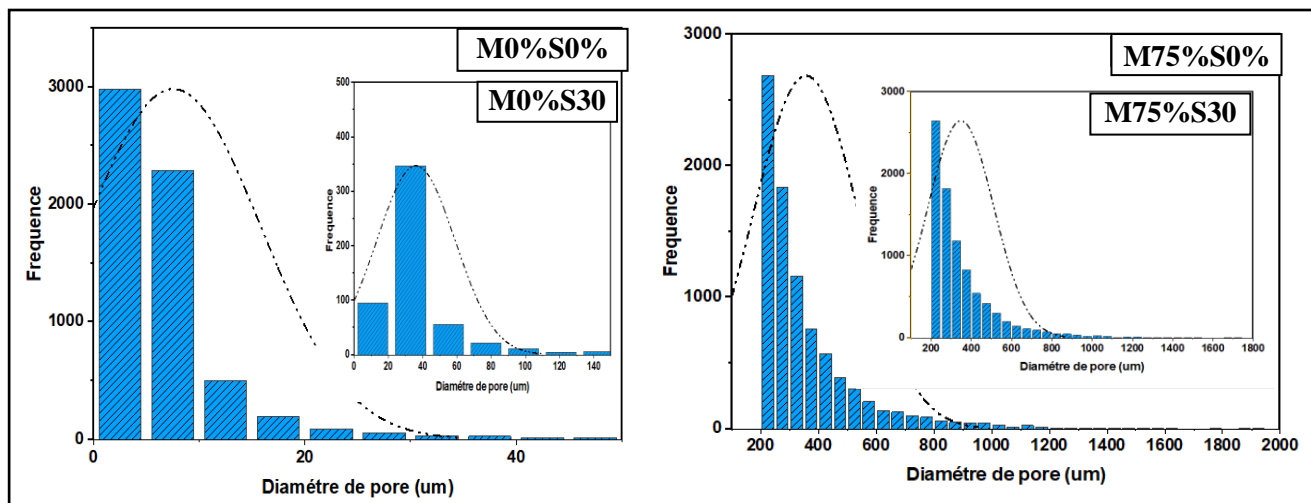 M0%S0%
3000
2000
1000
0
Frequence
0 20 40
Diamétre de pore (um)
M0%S30
500
400
300
200
100
0
Frequence
0 20 40 60 80 100 120 140
Diamétre de pore (um)
M75%S0%
3000
2000
1000
0
Frequence
200 400 600 800 1000 1200 1400 1600 1800 2000
Diamétre de pore (um)
M75%S30
3000
2000
1000
0
Frequence
200 400 600 800 1000 1200 1400 1600 1800
Diamétre de pore (um)